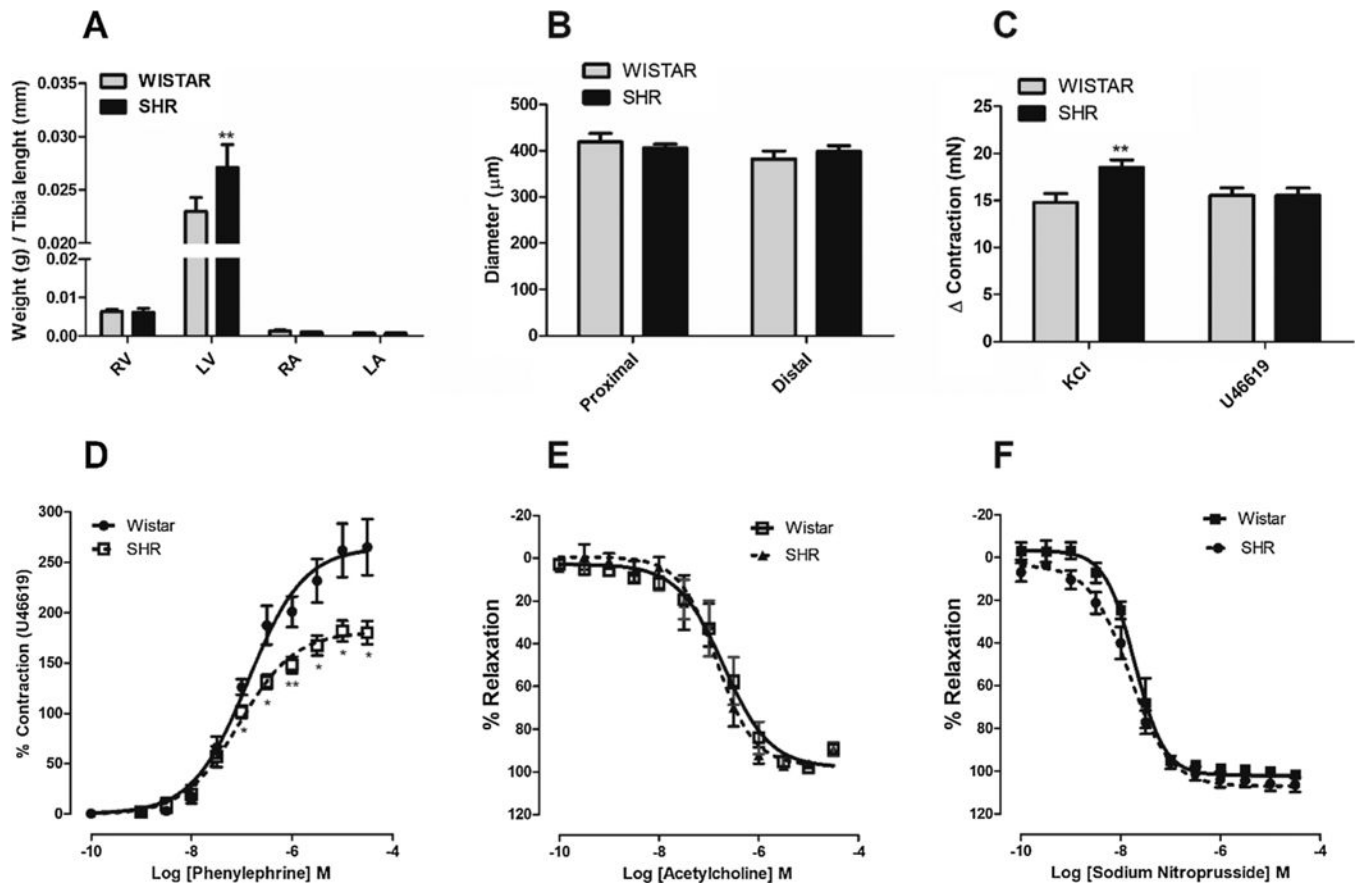 A
WISTAR
SHR
Weight (g) / Tibia lenght (mm)
0.035
0.030
0.025
0.020
0.02
0.01
0.00
**
RV
LV
RA
LA
B
WISTAR
SHR
Diameter (μm)
500
400
300
200
100
0
Proximal
Distal
C
WISTAR
SHR
Δ Contraction (mN)
25
20
15
10
5
0
**
KCl
U46619
D
Wistar
SHR
% Contraction (U46619)
300
250
200
150
100
50
0
* * ** * * *
-10 -8 -6 -4
Log [Phenylephrine] M
E
Wistar
SHR
% Relaxation
-20
0
20
40
60
80
100
120
-10 -8 -6 -4
Log [Acetylcholine] M
F
Wistar
SHR
% Relaxation
-20
0
20
40
60
80
100
120
-10 -8 -6 -4
Log [Sodium Nitroprusside] M